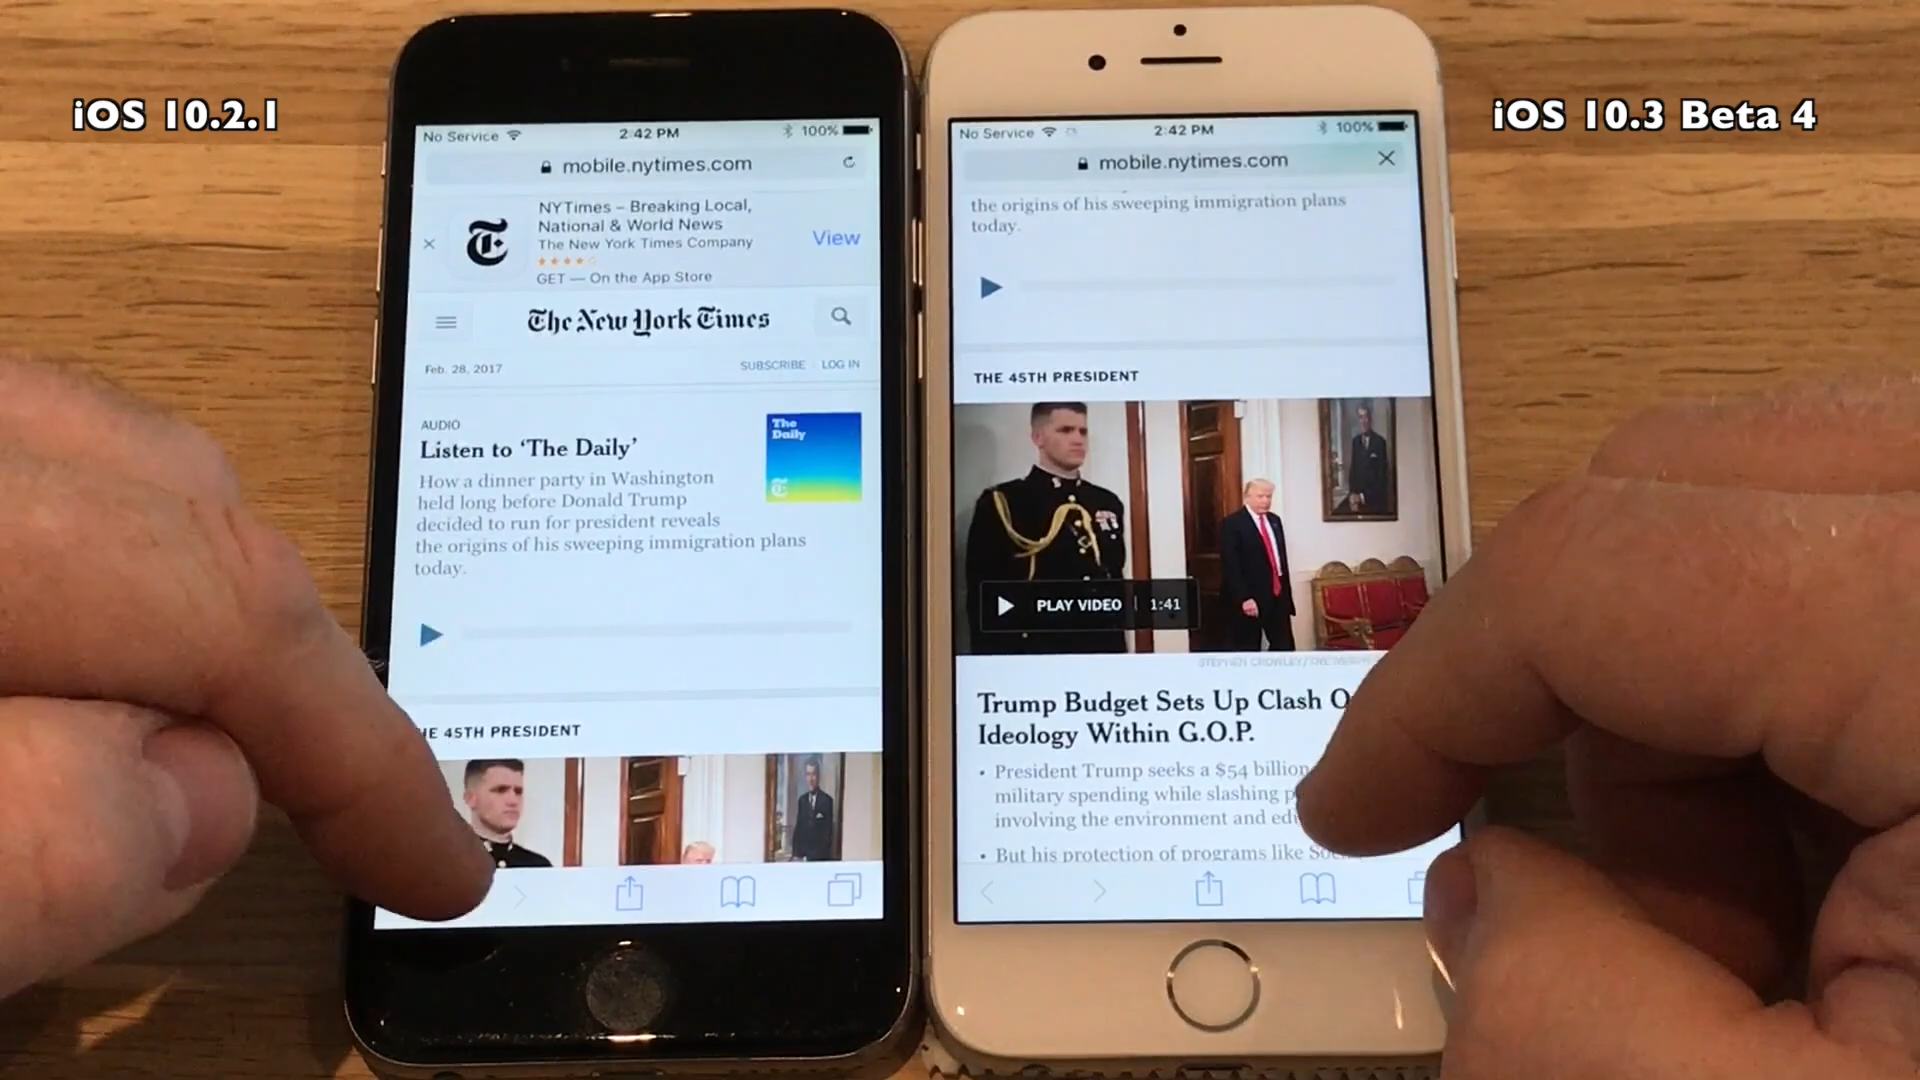 iOS 10.2.1
No Service
2:42 PM
100%
mobile.nytimes.com
NYTimes – Breaking Local,
National & World News
The New York Times Company
GET — On the App Store
View
The New York Times
Feb. 28, 2017
SUBSCRIBE
LOG IN
AUDIO
Listen to ‘The Daily’
The
Daily
How a dinner party in Washington
held long before Donald Trump
decided to run for president reveals
the origins of his sweeping immigration plans
today.
HE 45TH PRESIDENT
iOS 10.3 Beta 4
No Service
2:42 PM
100%
mobile.nytimes.com
the origins of his sweeping immigration plans
today.
THE 45TH PRESIDENT
PLAY VIDEO | 1:41
STEPHEN CROWLEY/THE
Trump Budget Sets Up Clash O
Ideology Within G.O.P.
• President Trump seeks a $54 billion
military spending while slashing p
involving the environment and edu
• But his protection of programs like